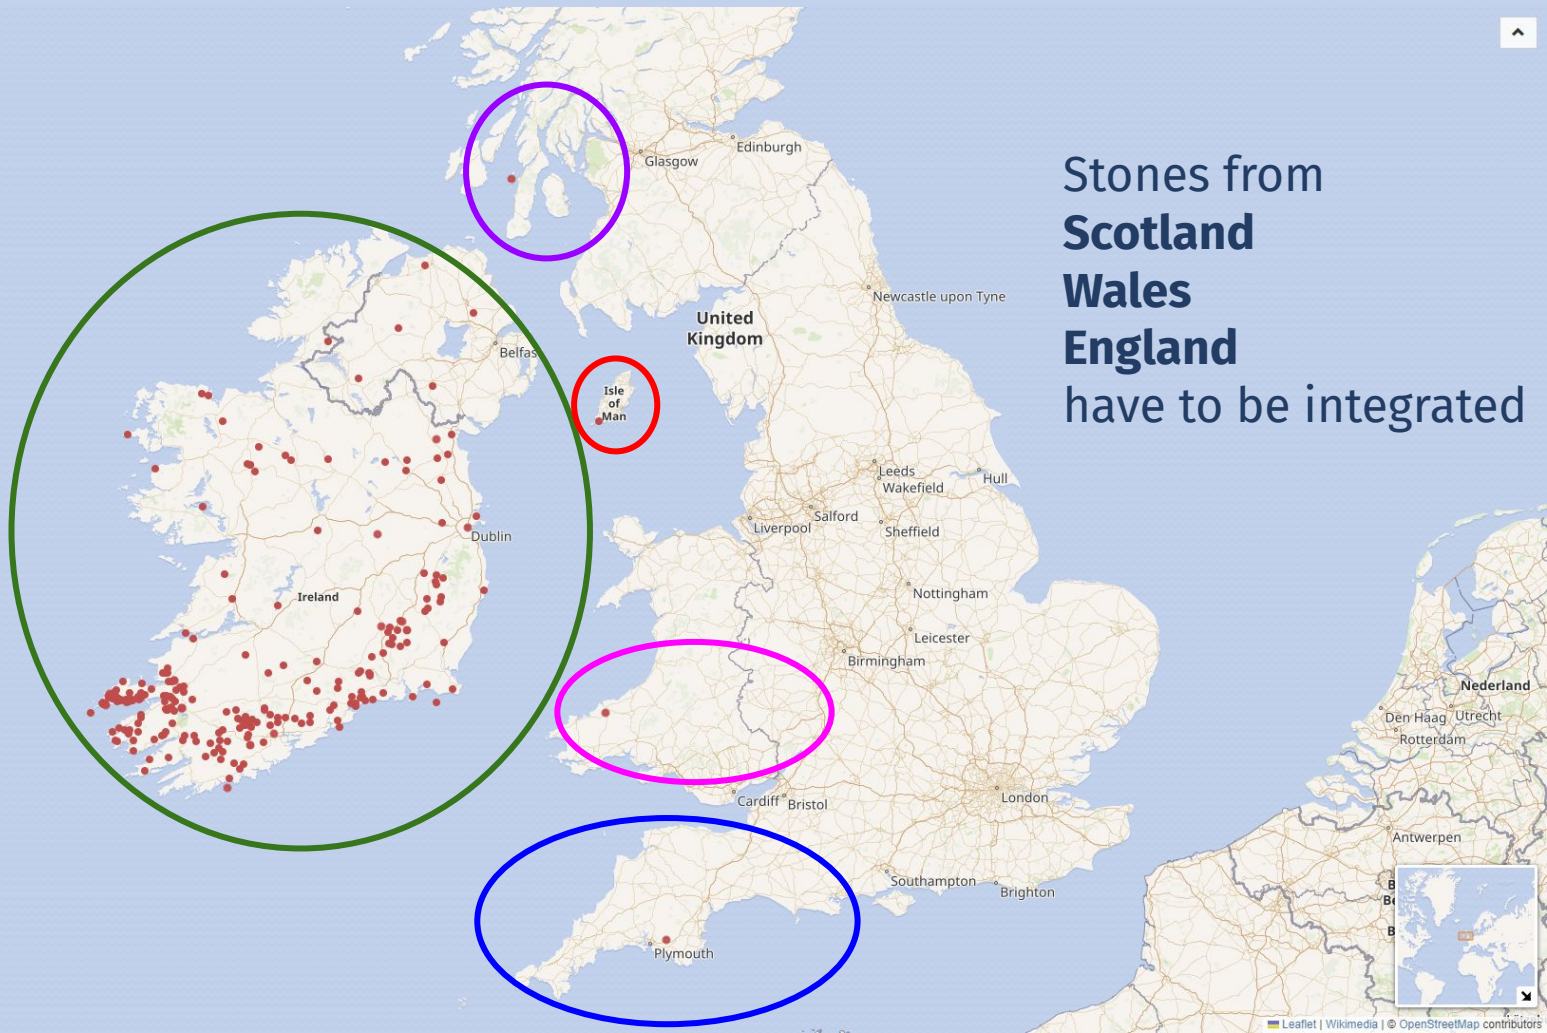 Stones from
Scotland
Wales
England
have to be integrated
Edinburgh
Glasgow
Newcastle upon Tyne
United
Kingdom
Belfas
Isle
of
Man
Leeds
Wakefield
Hull
Salford
Liverpool
Sheffield
Dublin
Nottingham
Ireland
Leicester
Birmingham
Nederland
Den Haag
Utrecht
Rotterdam
London
Cardiff
Bristol
Antwerpen
Southampton
Brighton
B
Be
B
Plymouth
Leaflet | Wikimedia | © OpenStreetMap contributors